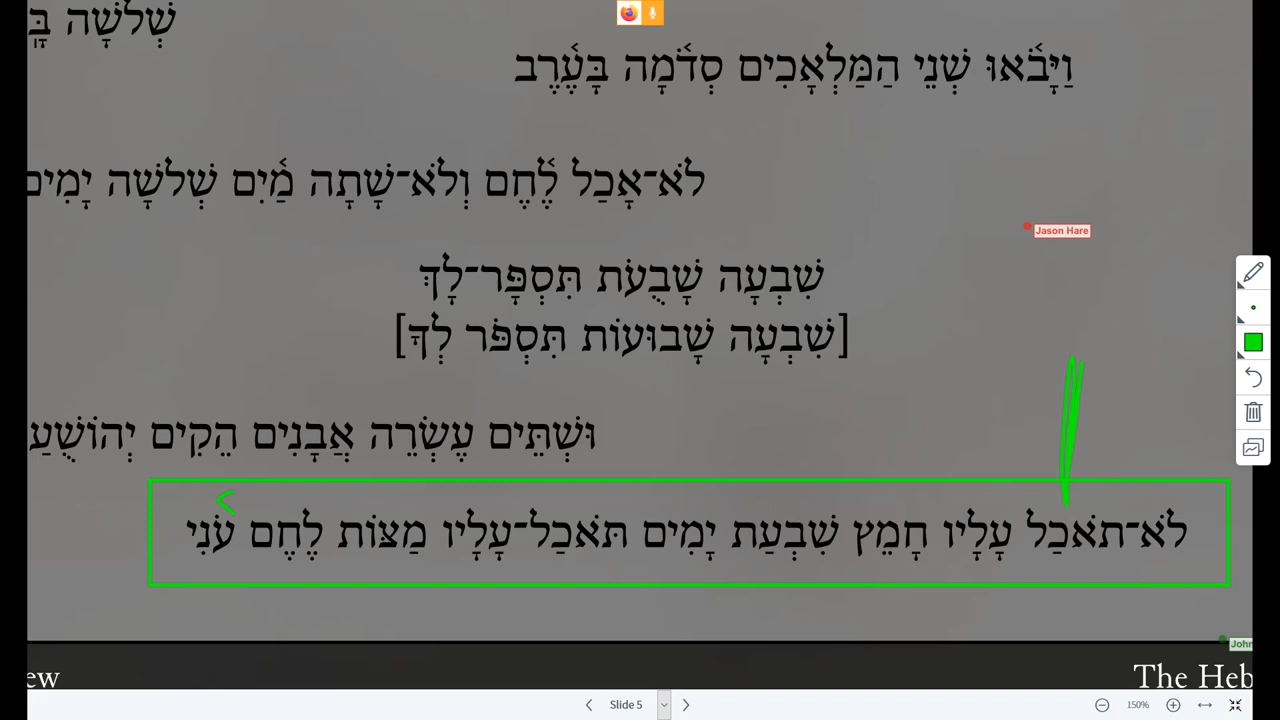 שְׁלֹשָׁה
וַיָּבֹ֫אוּ שְׁנֵי הַמַּלְאָכִים סְדֹ֫מָה בָּעֶ֫רֶב
לֹא־אָכַל לֶ֫חֶם וְלֹא־שָׁתָה מַ֫יִם שְׁלֹשָׁה יָמִים
Jason Hare
שִׁבְעָה שָׁבֻעֹת תִּסְפָּר־לָךְ
[שִׁבְעָה שָׁבוּעוֹת תִּסְפֹּר לְךָ]
וּשְׁתֵּים עֶשְׂרֵה אֲבָנִים הֵקִים יְהוֹשֻׁעַ
לֹא־תֹאכַל עָלָיו חָמֵץ שִׁבְעַת יָמִים תֹּאכַל־עָלָיו מַצּוֹת לֶחֶם עֹנִי
John
ew
The Heb
Slide 5
150%